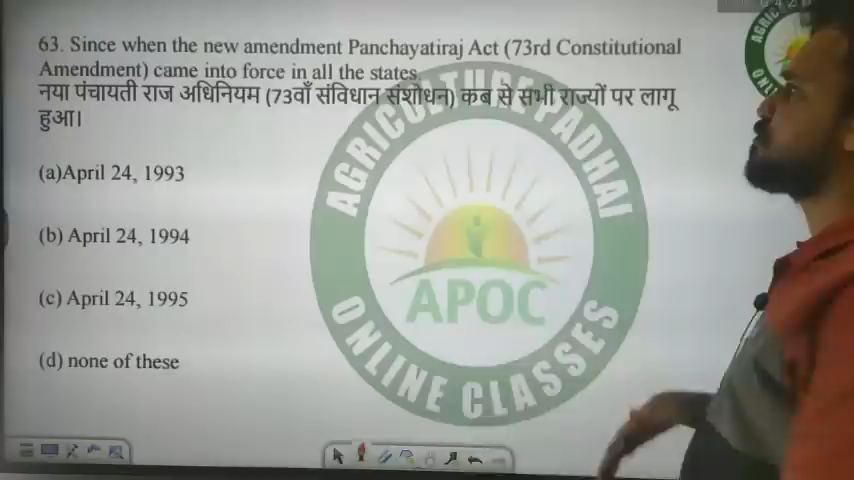 63. Since when the new amendment Panchayatiraj Act (73rd Constitutional
Amendment) came into force in all the states.
नया पंचायती राज अधिनियम (73वाँ संविधान संशोधन) कब से सभी राज्यों पर लागू
हुआ।
(a)April 24, 1993
(b) April 24, 1994
(c) April 24, 1995
(d) none of these
AGRICULTURE PADHAI
APOC
ONLINE CLASSES